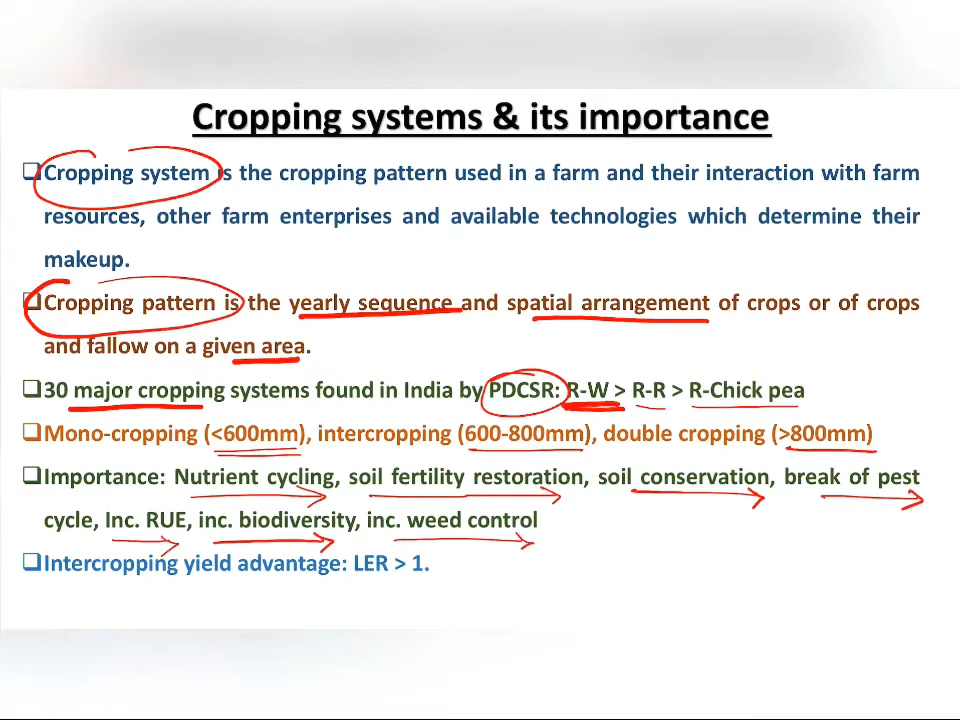 Cropping systems & its importance
❑Cropping system is the cropping pattern used in a farm and their interaction with farm
resources, other farm enterprises and available technologies which determine their
makeup.
❑Cropping pattern is the yearly sequence and spatial arrangement of crops or of crops
and fallow on a given area.
❑30 major cropping systems found in India by PDCSR: R-W > R-R > R-Chick pea
❑Mono-cropping (<600mm), intercropping (600-800mm), double cropping (>800mm)
❑Importance: Nutrient cycling, soil fertility restoration, soil conservation, break of pest
cycle, Inc. RUE, inc. biodiversity, inc. weed control
❑Intercropping yield advantage: LER > 1.